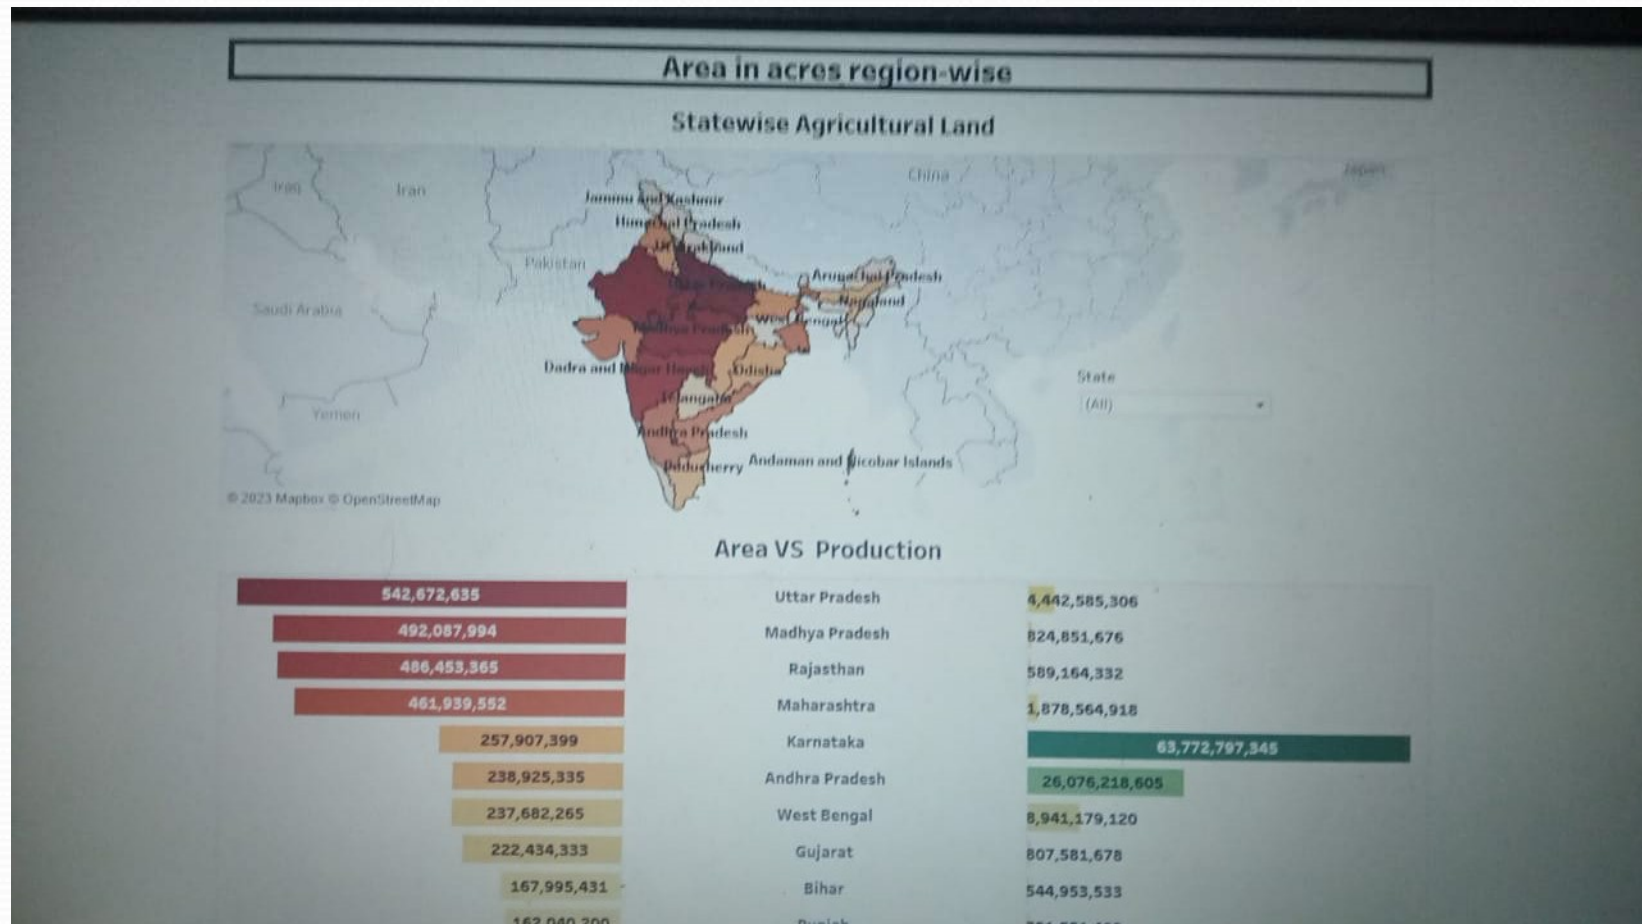 Area in acres region-wise
Statewise Agricultural Land
Iraq
Iran
China
Japan
Jammu and Kashmir
Himachal Pradesh
Uttarakhand
Pakistan
Arunachal Pradesh
Uttar Pradesh
Nagaland
Saudi Arabia
West Bengal
Madhya Pradesh
Dadra and Nagar Haveli
Odisha
State
Telangana
(All)
Yemen
Andhra Pradesh
Puducherry
Andaman and Nicobar Islands
© 2023 Mapbox © OpenStreetMap
Area VS Production
542,672,635 Uttar Pradesh 4,442,585,306
492,087,994 Madhya Pradesh 824,851,676
486,453,365 Rajasthan 589,164,332
461,939,552 Maharashtra 1,878,564,918
257,907,399 Karnataka 63,772,797,345
238,925,335 Andhra Pradesh 26,076,218,605
237,682,265 West Bengal 8,941,179,120
222,434,333 Gujarat 807,581,678
167,995,431 Bihar 544,953,533
Punjab